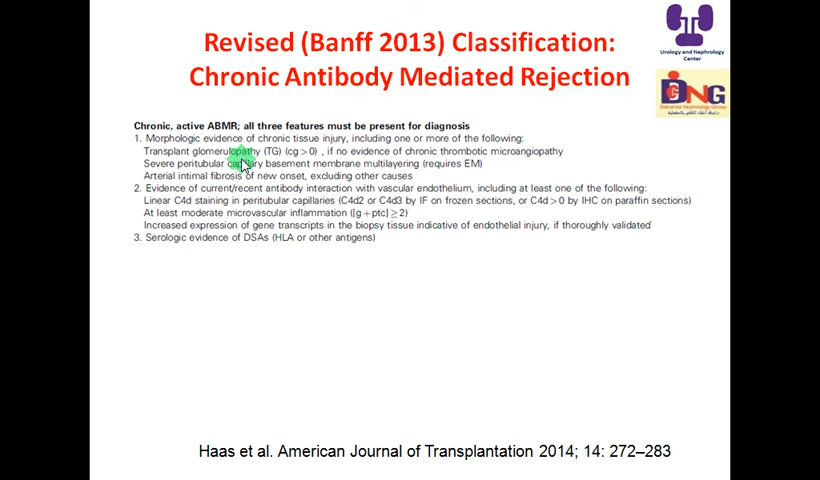 Revised (Banff 2013) Classification:
Chronic Antibody Mediated Rejection
Urology and Nephrology
Center
DNG
Dakahlia Nephrology Group
Chronic, active ABMR; all three features must be present for diagnosis
1. Morphologic evidence of chronic tissue injury, including one or more of the following:
Transplant glomerulopathy (TG) (cg > 0) , if no evidence of chronic thrombotic microangiopathy
Severe peritubular capillary basement membrane multilayering (requires EM)
Arterial intimal fibrosis of new onset, excluding other causes
2. Evidence of current/recent antibody interaction with vascular endothelium, including at least one of the following:
Linear C4d staining in peritubular capillaries (C4d2 or C4d3 by IF on frozen sections, or C4d > 0 by IHC on paraffin sections)
At least moderate microvascular inflammation ([g + ptc] ≥ 2)
Increased expression of gene transcripts in the biopsy tissue indicative of endothelial injury, if thoroughly validated
3. Serologic evidence of DSAs (HLA or other antigens)
Haas et al. American Journal of Transplantation 2014; 14: 272–283